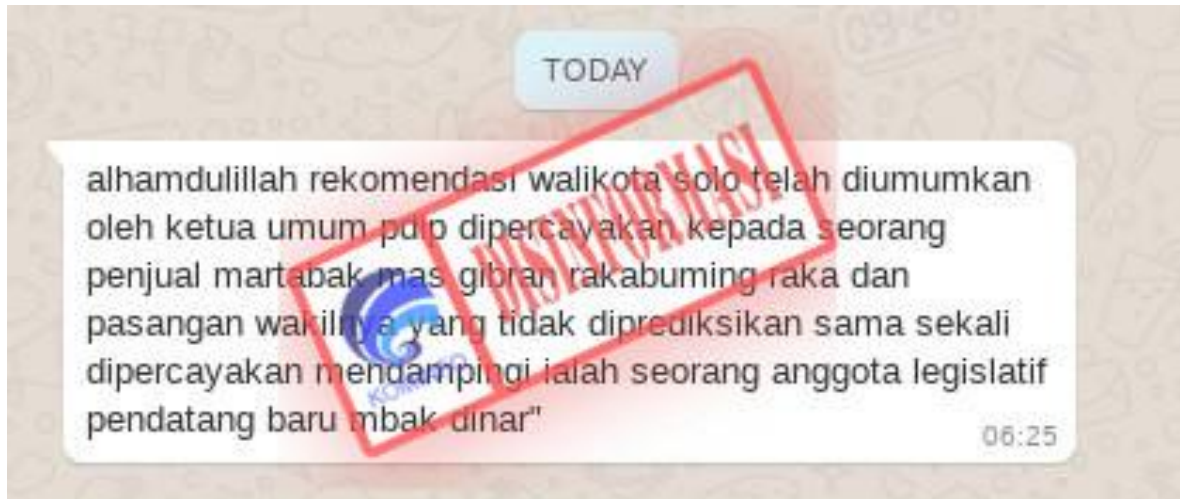 TODAY
alhamdulillah rekomendasi walikota solo telah diumumkan
oleh ketua umum pdip dipercayakan kepada seorang
penjual martabak mas gibran rakabuming raka dan
pasangan wakilnya yang tidak diprediksikan sama sekali
dipercayakan mendampingi ialah seorang anggota legislatif
pendatang baru mbak dinar"
06:25
DISINFORMASI
KOMINFO